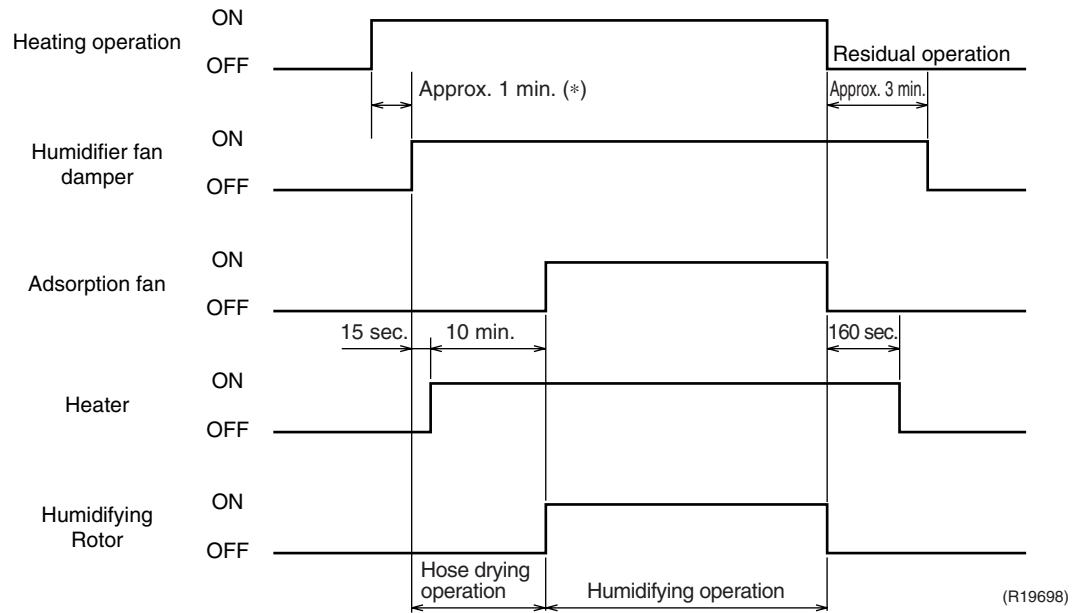 ON
Heating operation
OFF
Residual operation
Approx. 1 min. (*)
Approx. 3 min.
ON
Humidifier fan
damper
OFF
ON
Adsorption fan
OFF
15 sec.
10 min.
160 sec.
ON
Heater
OFF
ON
Humidifying
Rotor
OFF
Hose drying
operation
Humidifying operation
(R19698)